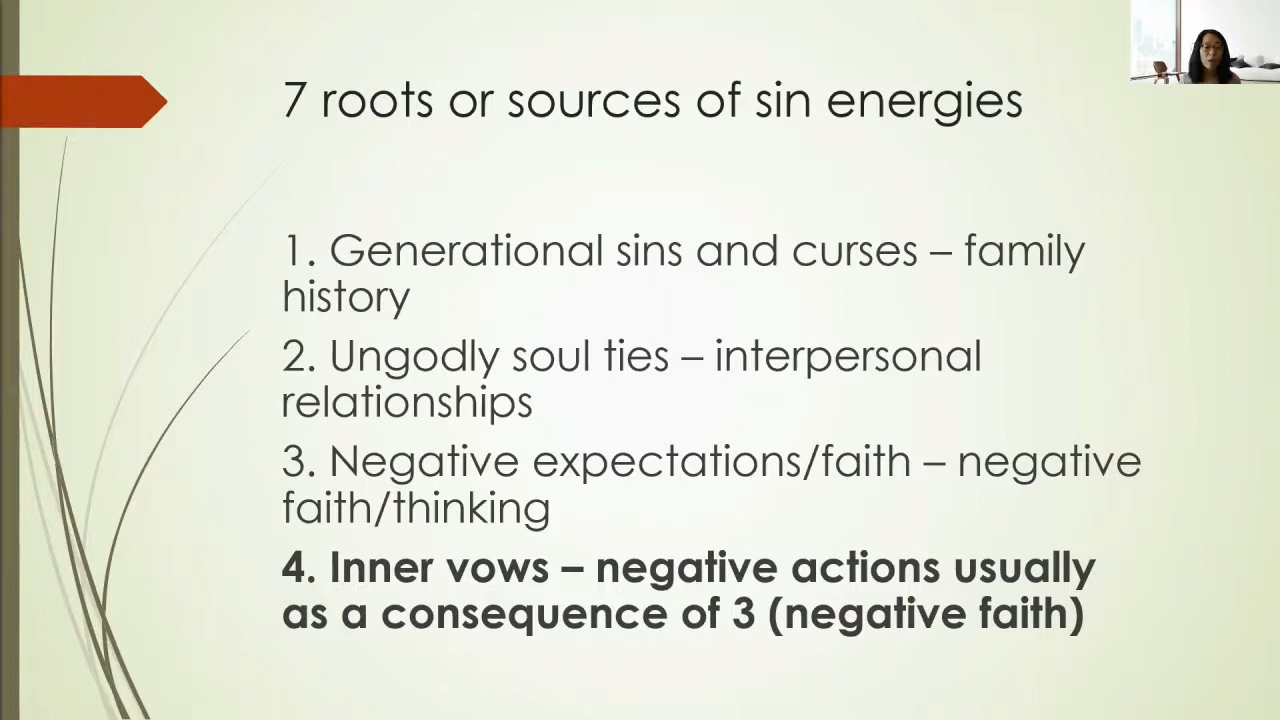 7 roots or sources of sin energies
1. Generational sins and curses – family
history
2. Ungodly soul ties – interpersonal
relationships
3. Negative expectations/faith – negative
faith/thinking
4. Inner vows – negative actions usually
as a consequence of 3 (negative faith)